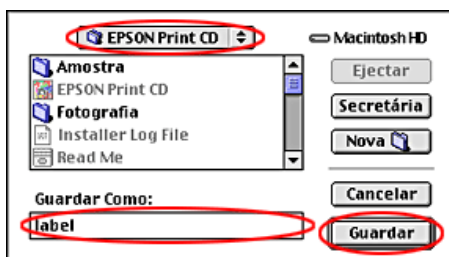 EPSON Print CD
Macintosh HD
Amostra
EPSON Print CD
Fotografia
Installer Log File
Read Me
Ejectar
Secretária
Nova
Guardar Como:
label
Cancelar
Guardar